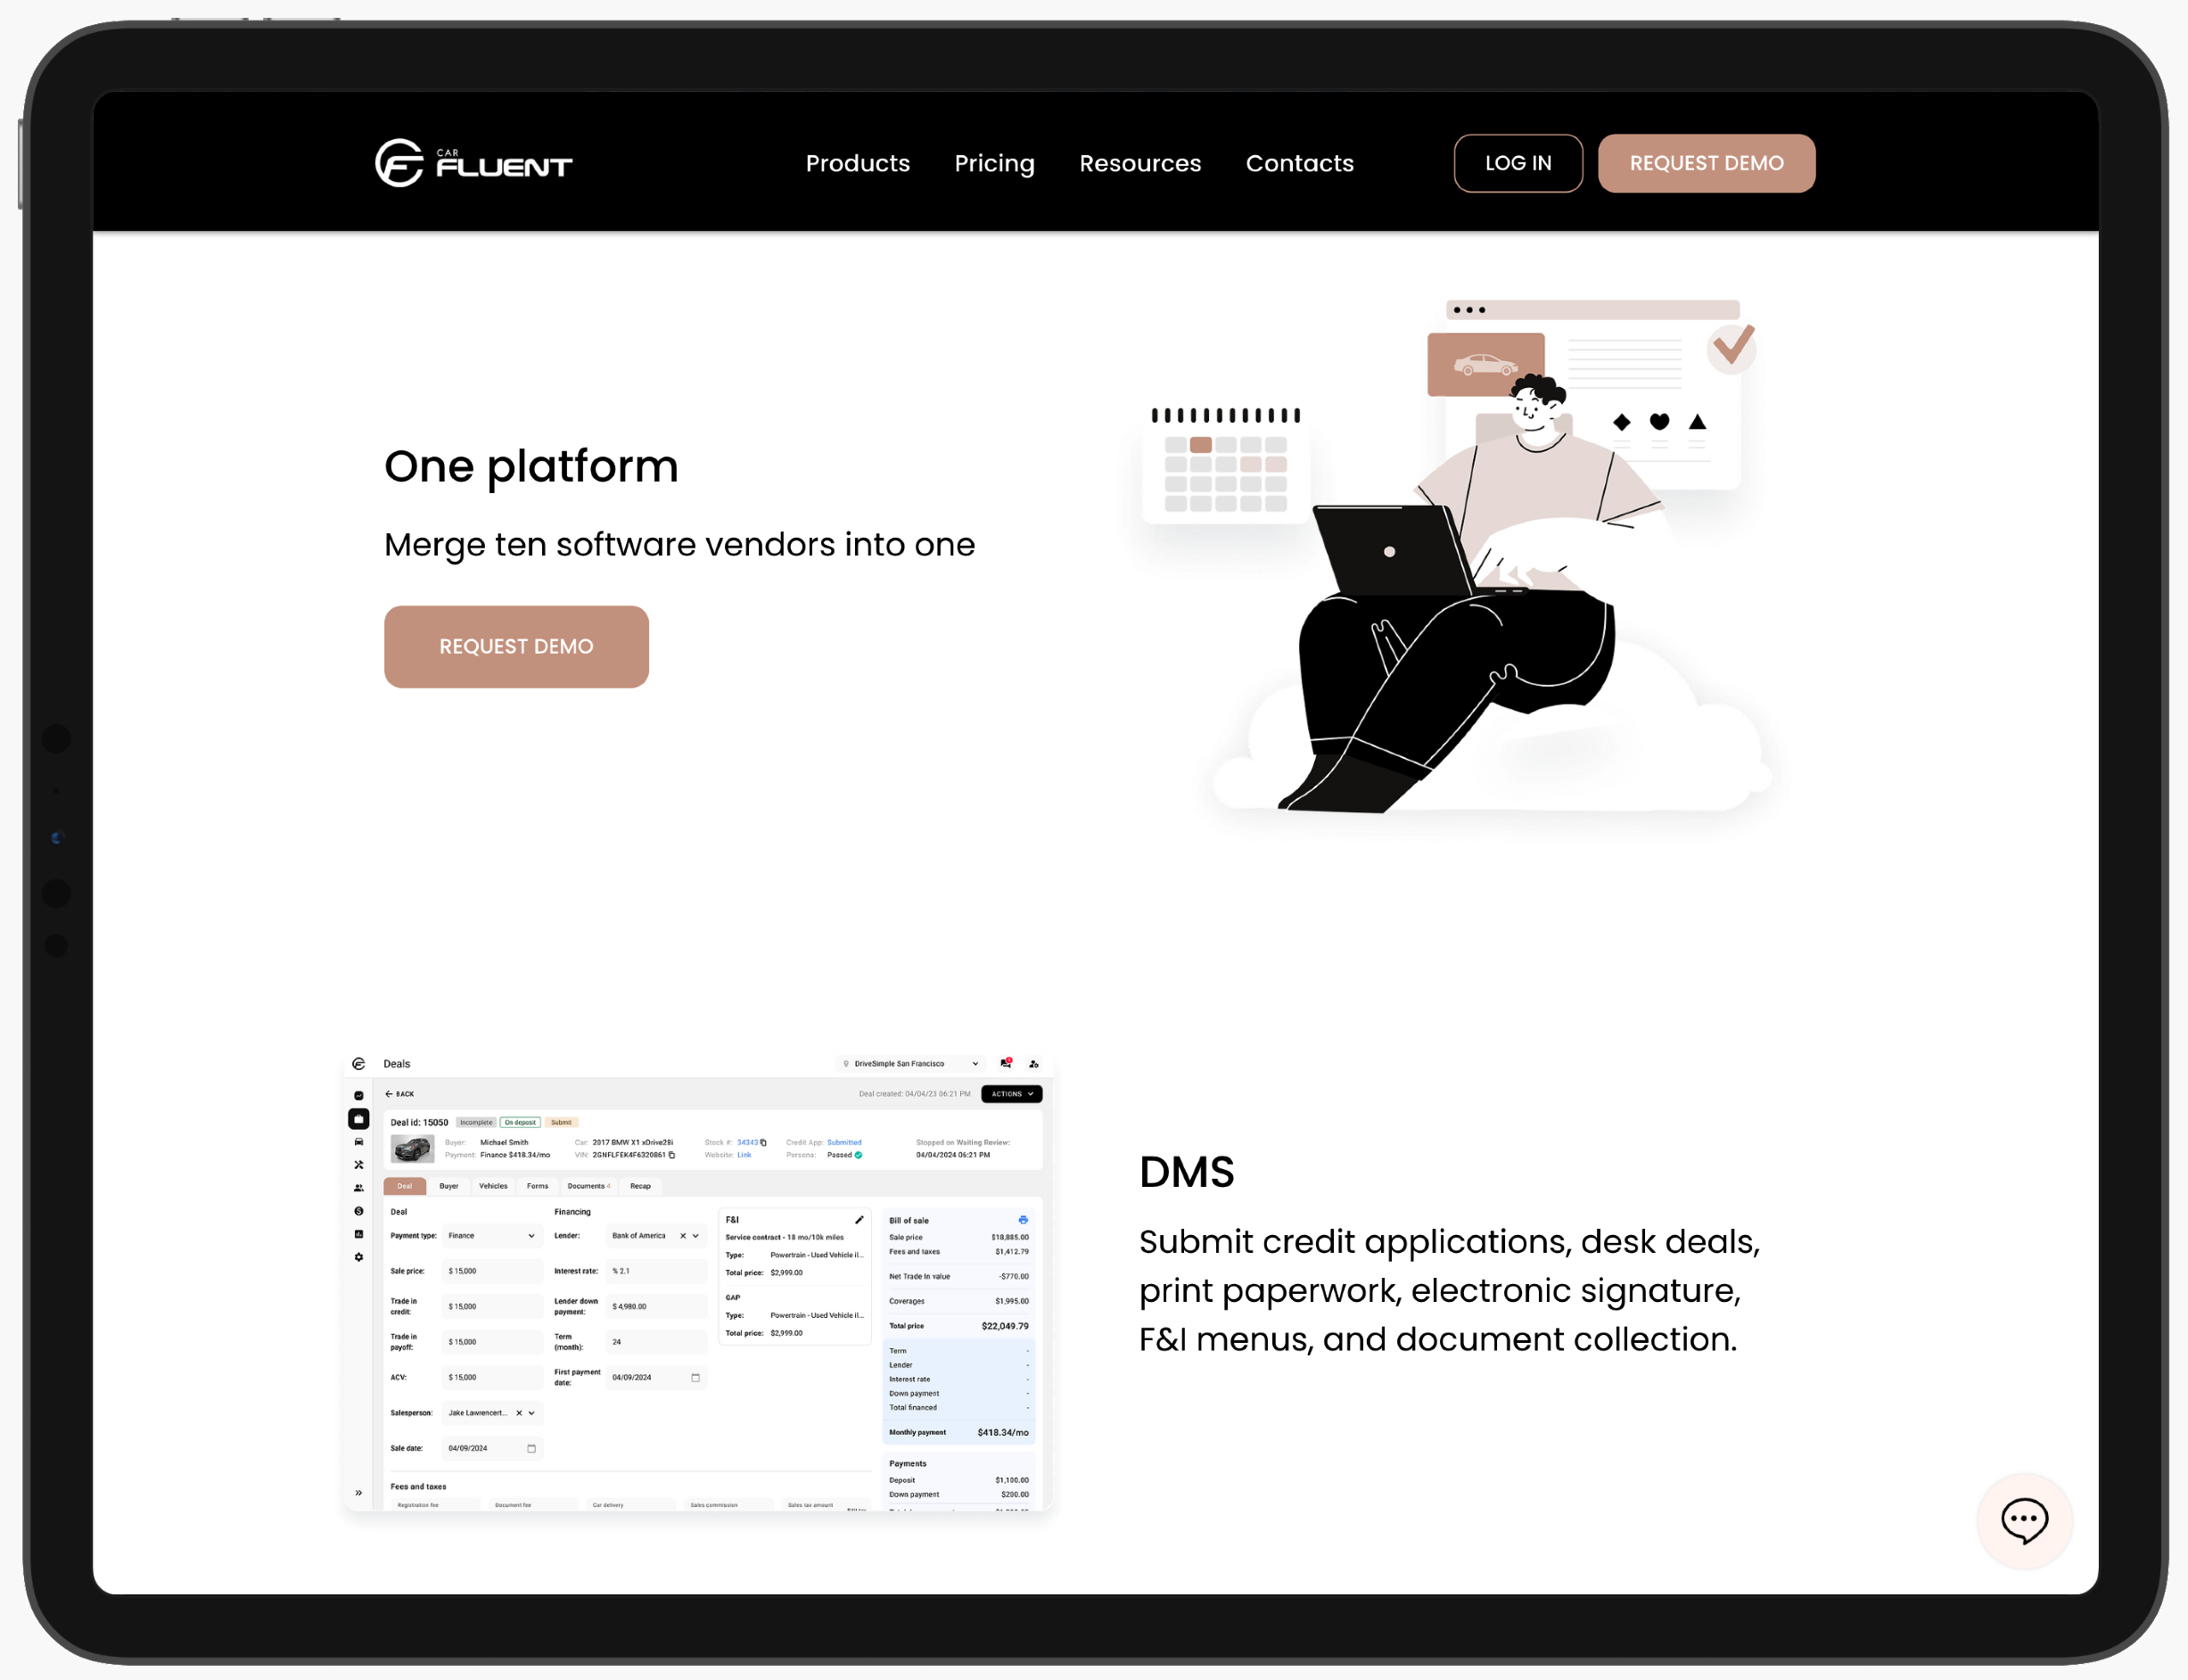 CAR
FLUENT
Products Pricing Resources Contacts LOG IN REQUEST DEMO
One platform
Merge ten software vendors into one
REQUEST DEMO
Deals DriveSimple San Francisco
BACK Deal created: 04/04/23 06:21 PM ACTIONS
Deal id: 15050 Incomplete On deposit Submit
Buyer: Michael Smith Car: 2017 BMW X1 xDrive28i Stock #: 34343 Credit App: Submitted Stopped on Waiting Review:
Payment: Finance $418.34/mo VIN: 2GNFLFEK4F6320861 Website: Link Persona: Passed 04/04/2024 06:21 PM
Deal Buyer Vehicles Forms Documents 4 Recap
Deal
Payment type: Finance
Sale price: $ 15,000
Trade in
credit: $ 15,000
Trade in
payoff: $ 15,000
ACV: $ 15,000
Salesperson: Jake Lawrencert...
Sale date: 04/09/2024
Financing
Lender: Bank of America
Interest rate: % 2.1
Lender down
payment: $ 4,980.00
Term
(month): 24
First payment
date: 04/09/2024
F&I
Service contract - 18 mo/10k miles
Type: Powertrain - Used Vehicle il...
Total price: $2,999.00
GAP
Type: Powertrain - Used Vehicle il...
Total price: $2,999.00
Bill of sale
Sale price $18,885.00
Fees and taxes $1,412.79
Net Trade In value -$770.00
Coverages $1,995.00
Total price $22,049.79
Term -
Lender -
Interest rate -
Down payment -
Total financed -
Monthly payment $418.34/mo
Payments
Deposit $1,100.00
Down payment $200.00
Fees and taxes
Registration fee Document fee Car delivery Sales commission Sales tax amount
DMS
Submit credit applications, desk deals,
print paperwork, electronic signature,
F&I menus, and document collection.